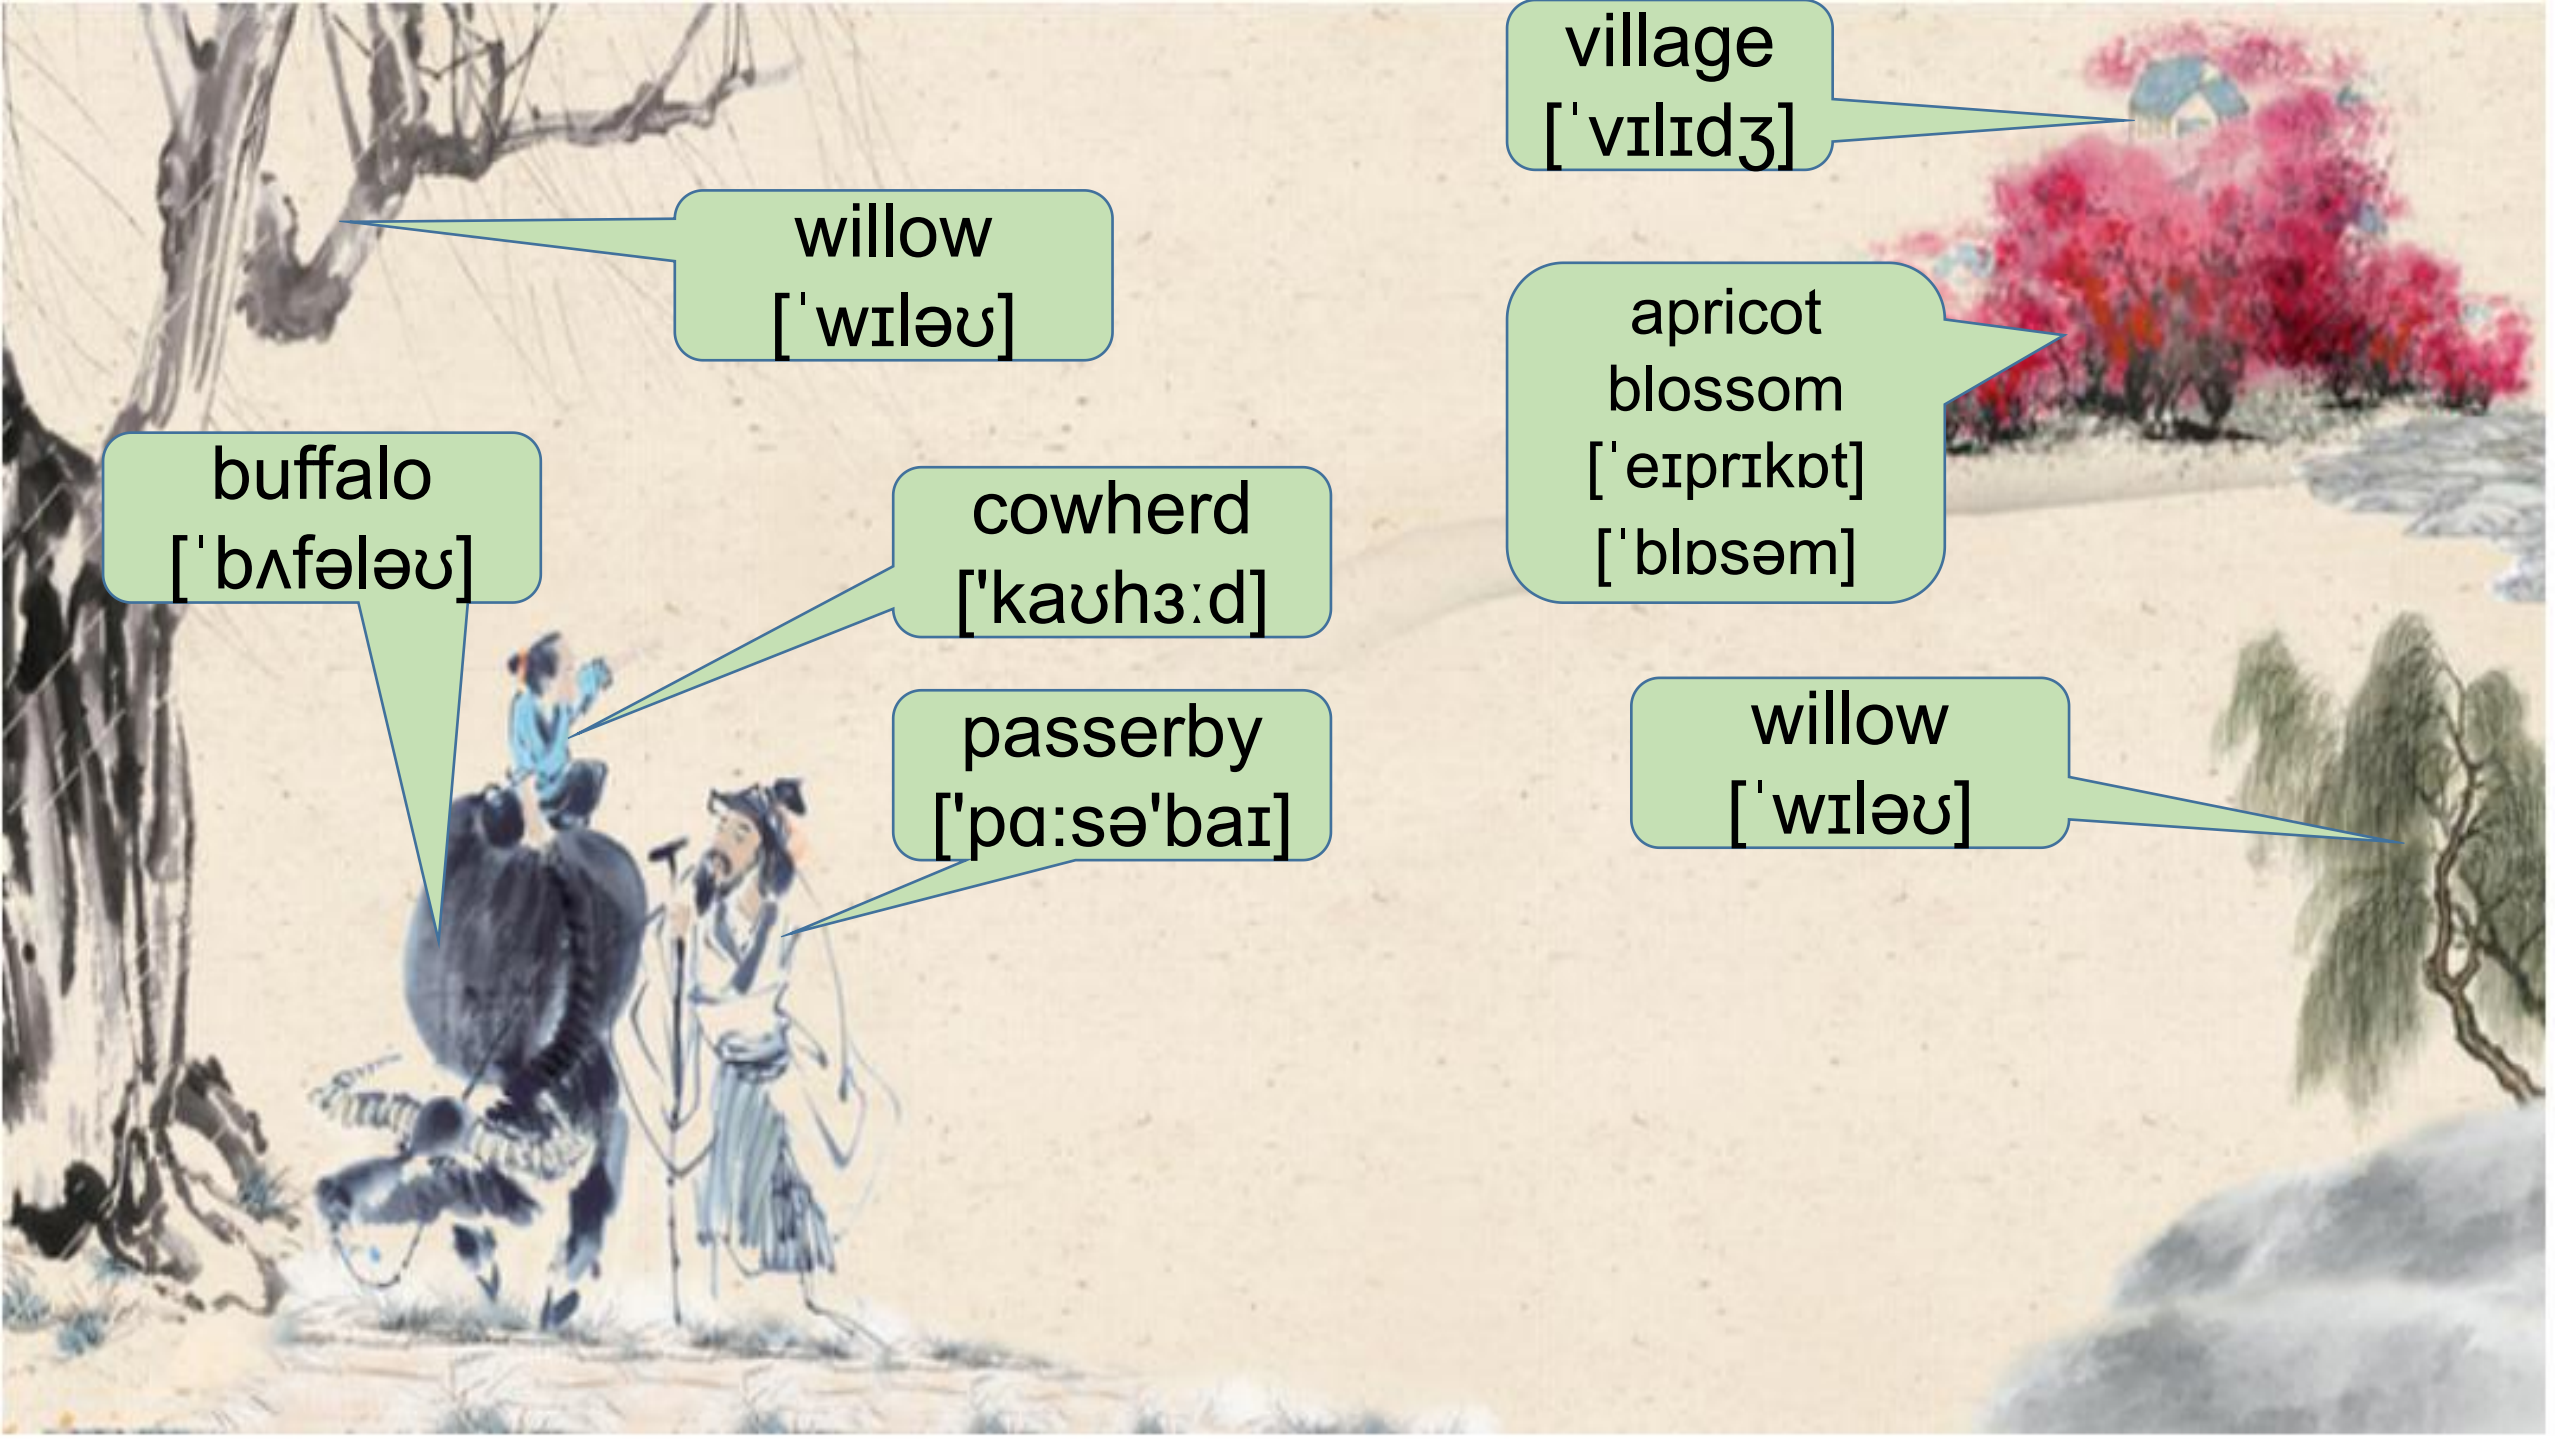 village
[ˈvɪlɪdʒ]
willow
[ˈwɪləʊ]
apricot
blossom
[ˈeɪprɪkɒt]
[ˈblɒsəm]
buffalo
[ˈbʌfələʊ]
cowherd
['kaʊhɜːd]
passerby
['pɑ:sə'baɪ]
willow
[ˈwɪləʊ]